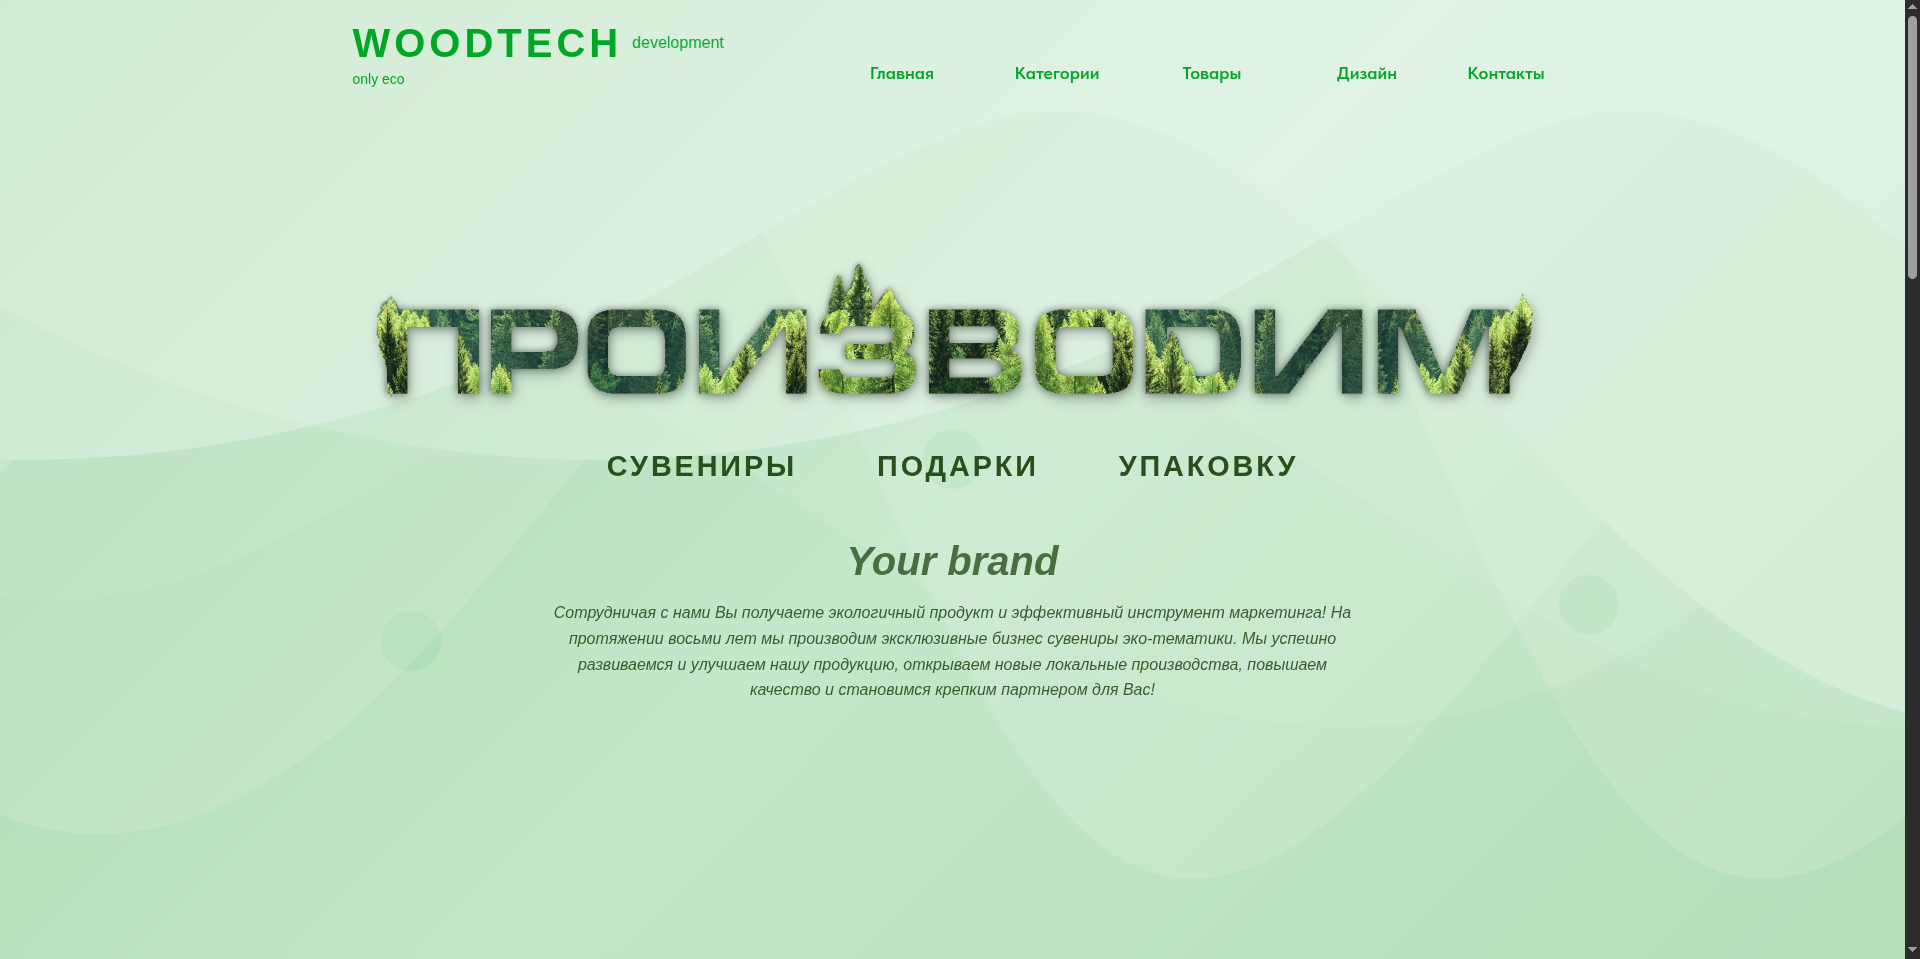 WOODTECH development
only eco
Главная Категории Товары Дизайн Контакты
ПРОИЗВОDИМ
СУВЕНИРЫ ПОДАРКИ УПАКОВКУ
Your brand
Сотрудничая с нами Вы получаете экологичный продукт и эффективный инструмент маркетинга! На
протяжении восьми лет мы производим эксклюзивные бизнес сувениры эко-тематики. Мы успешно
развиваемся и улучшаем нашу продукцию, открываем новые локальные производства, повышаем
качество и становимся крепким партнером для Вас!